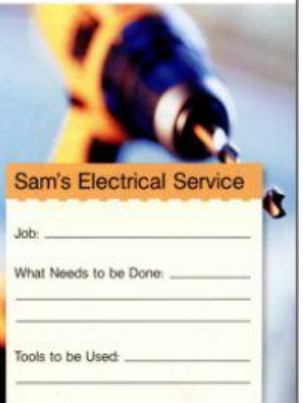 Sam's Electrical Service
Job:
What Needs to be Done:
Tools to be Used: